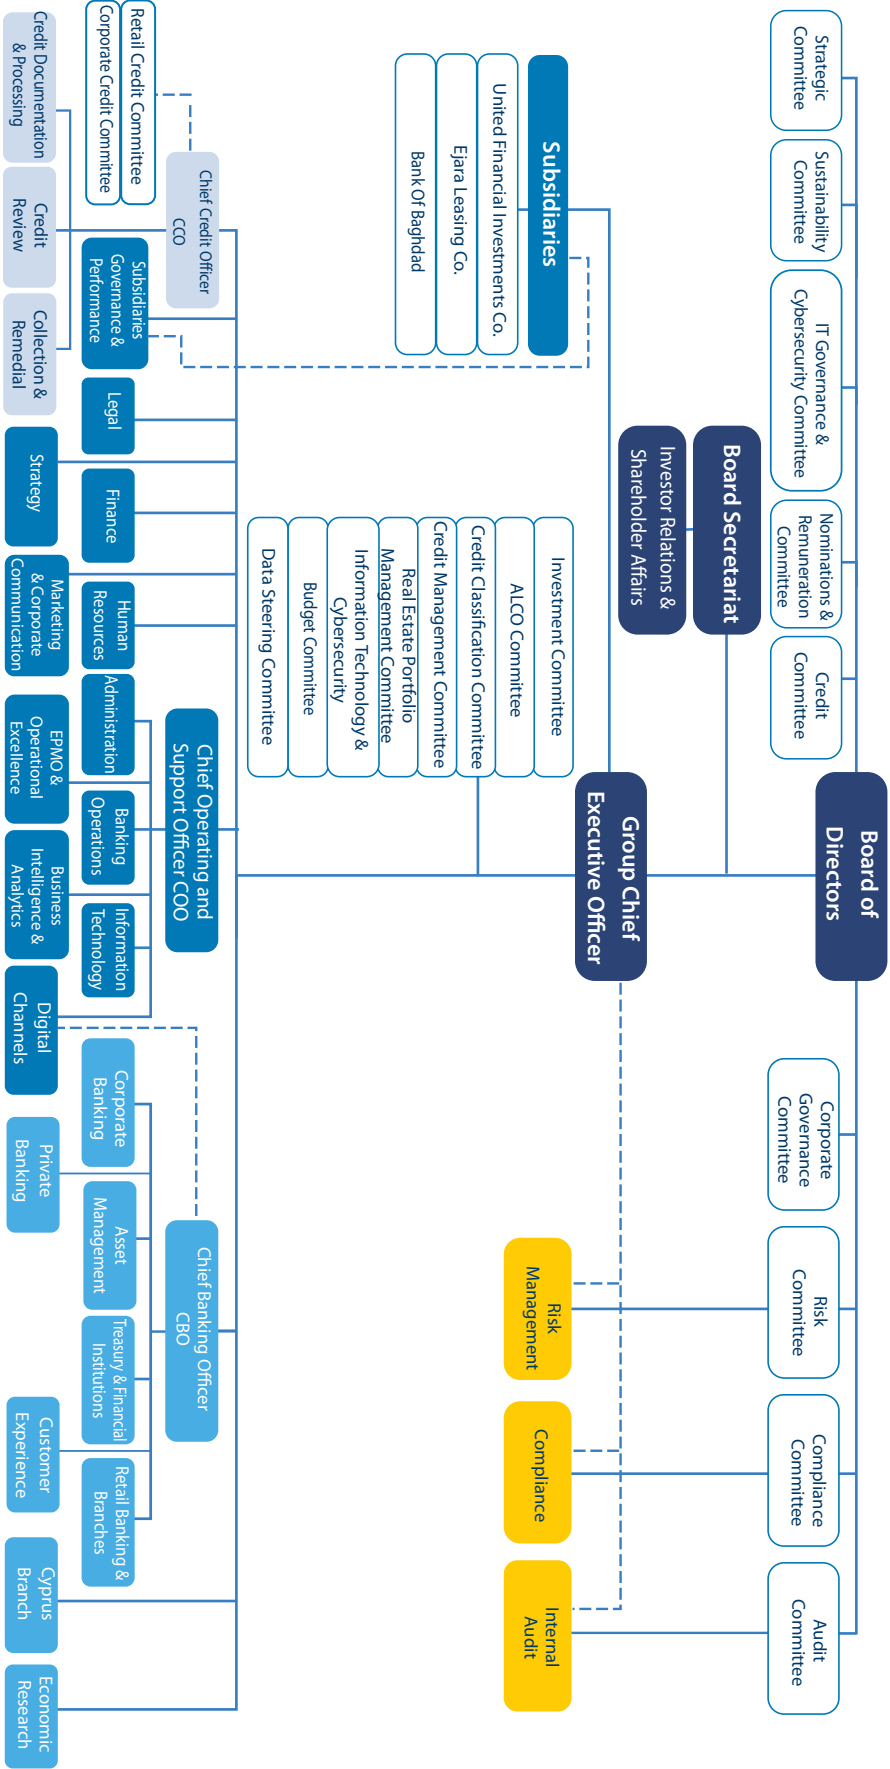 Board of
Directors
Strategic
Committee
Sustainability
Committee
IT Governance &
Cybersecurity Committee
Nominations &
Remuneration
Committee
Credit
Committee
Corporate
Governance
Committee
Risk
Committee
Compliance
Committee
Audit
Committee
Board Secretariat
Investor Relations &
Shareholder Affairs
Group Chief
Executive Officer
Subsidiaries
United Financial Investments Co.
Ejara Leasing Co.
Bank Of Baghdad
Investment Committee
ALCO Committee
Credit Classification Committee
Credit Management Committee
Real Estate Portfolio
Management Committee
Information Technology &
Cybersecurity
Budget Committee
Data Steering Committee
Risk
Management
Compliance
Internal
Audit
Retail Credit Committee
Corporate Credit Committee
Chief Credit Officer
CCO
Chief Operating and
Support Officer COO
Chief Banking Officer
CBO
Subsidiaries
Governance &
Performance
Legal
Finance
Human
Resources
Administration
Banking
Operations
Information
Technology
Corporate
Banking
Asset
Management
Treasury & Financial
Institutions
Retail Banking &
Branches
Credit Documentation
& Processing
Credit
Review
Collection &
Remedial
Strategy
Marketing
& Corporate
Communication
EPMO &
Operational
Excellence
Business
Intelligence &
Analytics
Digital
Channels
Private
Banking
Customer
Experience
Cyprus
Branch
Economic
Research